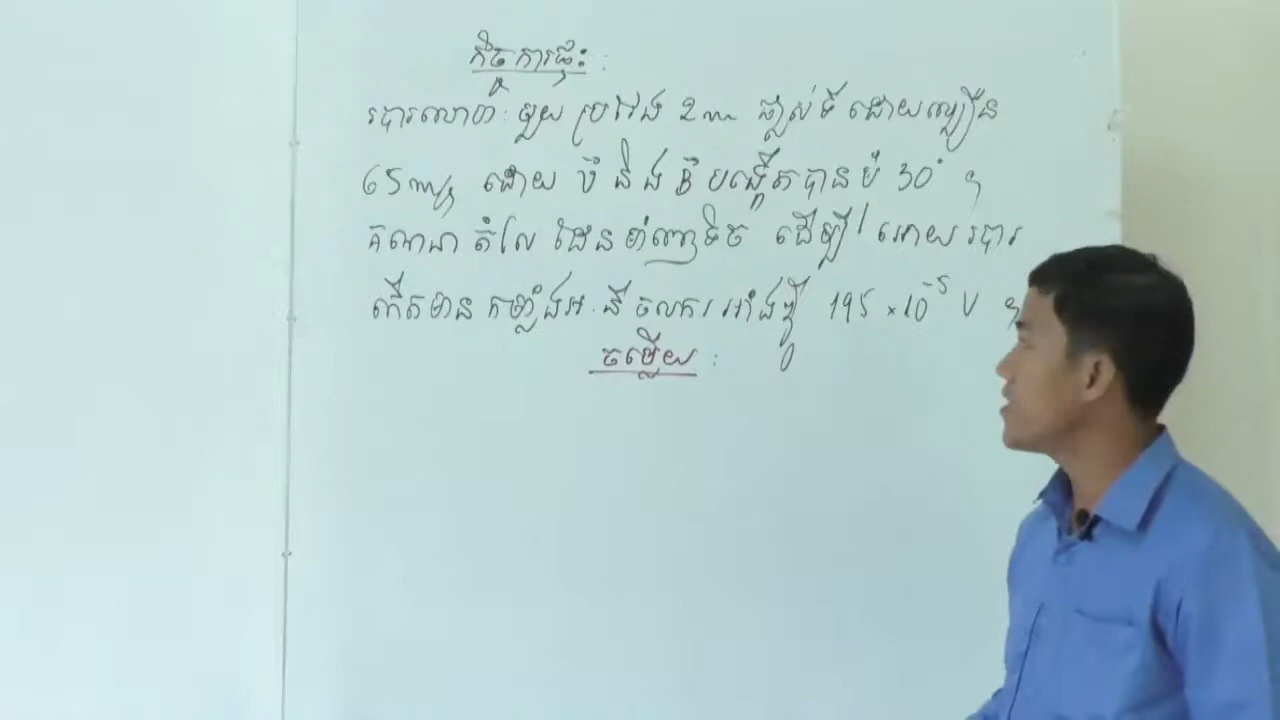 កិច្ចការផ្ទះ :
របារលោហៈមួយ ប្រវែង 2m ផ្លាស់ទី ដោយល្បឿន
65m/s ដោយ V⃗ និង B⃗ បង្កើតបានមុំ 30° ។
គណនា តំលៃ ដែនម៉ាញេទិច ដើម្បី អោយ របារ
កើតមាន កម្លាំងអ.និ ចលករ អាំងឌ្វី 195 × 10⁻⁵ V ។
ចម្លើយ :